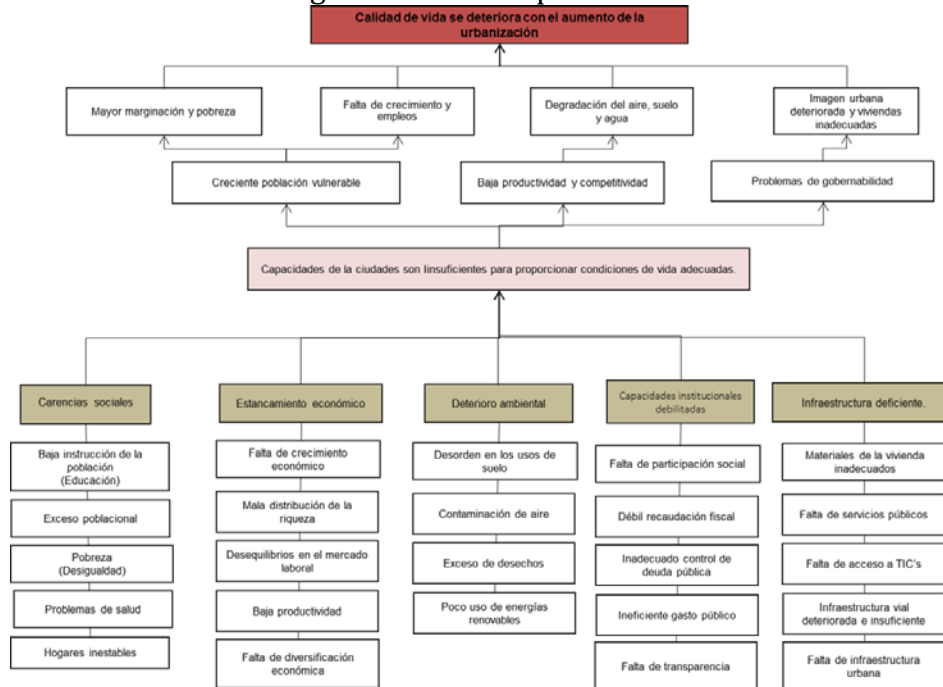 Calidad de vida se deteriora con el aumento de la
urbanización
Mayor marginación y pobreza
Falta de crecimiento y
empleos
Degradación del aire, suelo
y agua
Imagen urbana
deteriorada y viviendas
inadecuadas
Creciente población vulnerable
Baja productividad y competitividad
Problemas de gobernabilidad
Capacidades de la ciudades son Iinsuficientes para proporcionar condiciones de vida adecuadas.
Carencias sociales
Estancamiento económico
Deterioro ambiental
Capacidades institucionales
debilitadas
Infraestructura deficiente.
Baja instrucción de la
población
(Educación)
Exceso poblacional
Pobreza
(Desigualdad)
Problemas de salud
Hogares inestables
Falta de crecimiento
económico
Mala distribución de la
riqueza
Desequilibrios en el mercado
laboral
Baja productividad
Falta de diversificación
económica
Desorden en los usos de
suelo
Contaminación de aire
Exceso de desechos
Poco uso de energías
renovables
Falta de participación social
Débil recaudación fiscal
Inadecuado control de
deuda pública
Ineficiente gasto público
Falta de transparencia
Materiales de la vivienda
inadecuados
Falta de servicios públicos
Falta de acceso a TIC's
Infraestructura vial
deteriorada e insuficiente
Falta de infraestructura
urbana